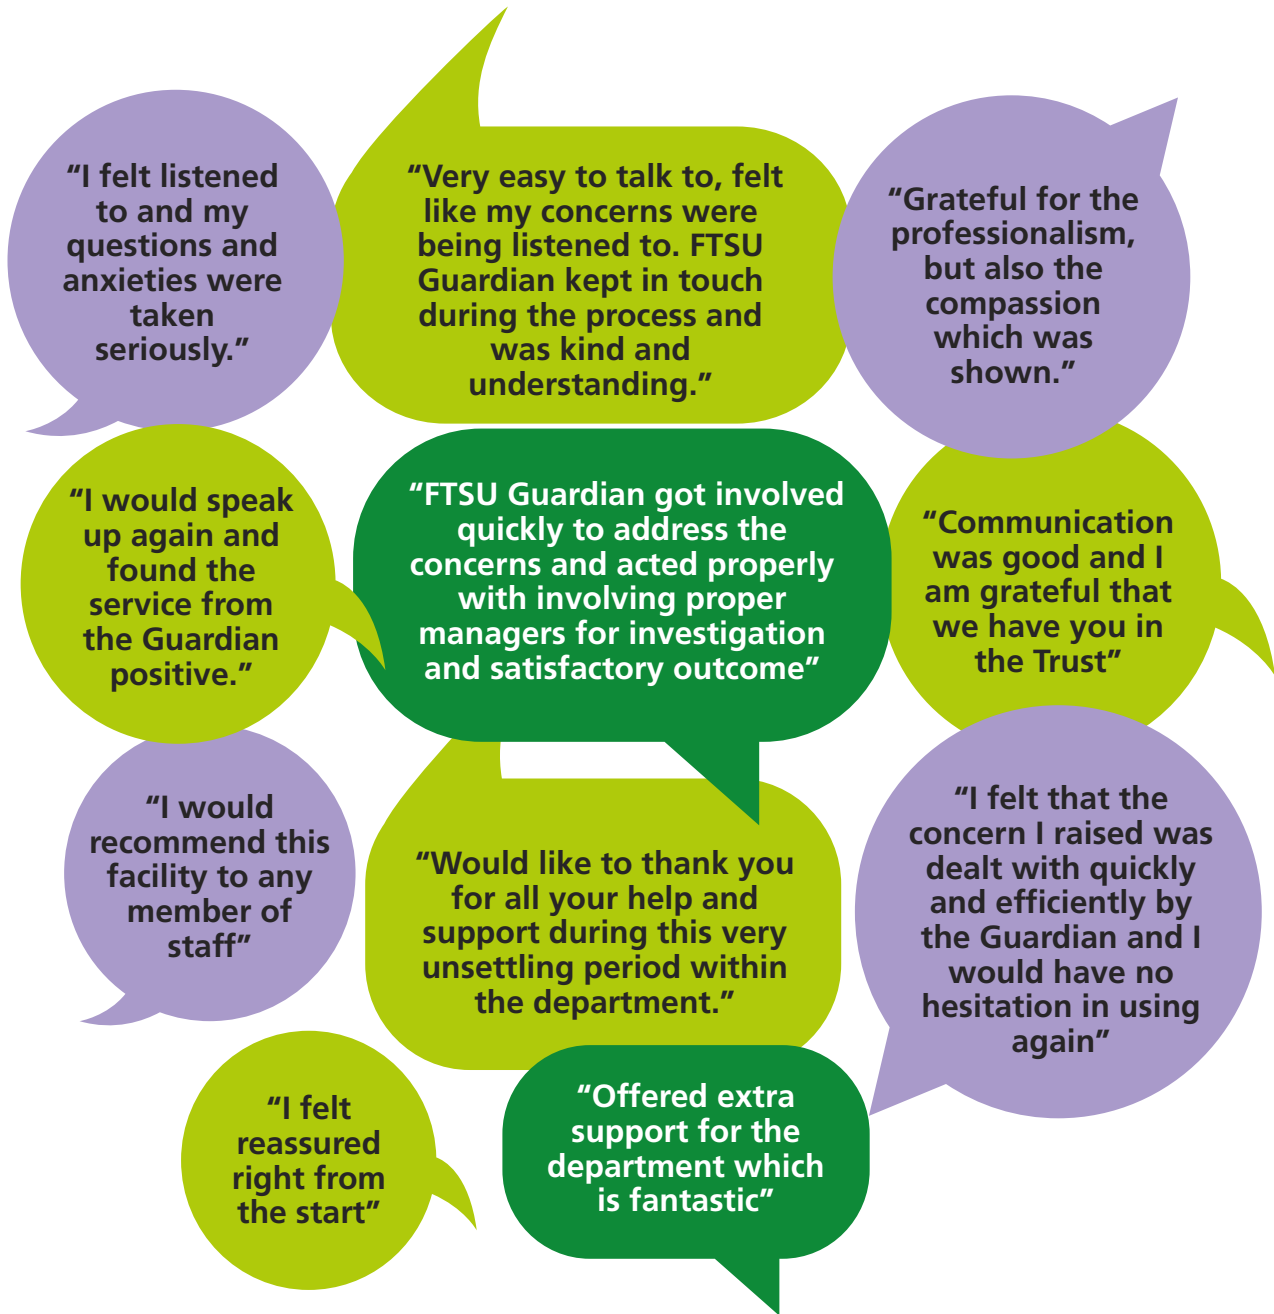 “I felt listened
to and my
questions and
anxieties were
taken
seriously.”
“Very easy to talk to, felt
like my concerns were
being listened to. FTSU
Guardian kept in touch
during the process and
was kind and
understanding.”
“Grateful for the
professionalism,
but also the
compassion
which was
shown.”
“I would speak
up again and
found the
service from
the Guardian
positive.”
“FTSU Guardian got involved
quickly to address the
concerns and acted properly
with involving proper
managers for investigation
and satisfactory outcome”
“Communication
was good and I
am grateful that
we have you in
the Trust”
“I would
recommend this
facility to any
member of
staff”
“Would like to thank you
for all your help and
support during this very
unsettling period within
the department.”
“I felt that the
concern I raised was
dealt with quickly
and efficiently by
the Guardian and I
would have no
hesitation in using
again”
“I felt
reassured
right from
the start”
“Offered extra
support for the
department which
is fantastic”